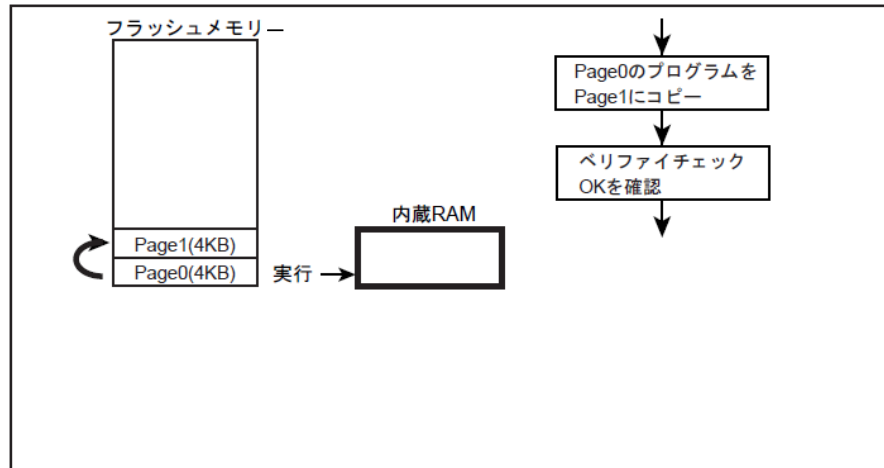 フラッシュメモリー
Page1(4KB)
Page0(4KB)
実行
内蔵RAM
Page0のプログラムを
Page1にコピー
ベリファイチェック
OKを確認